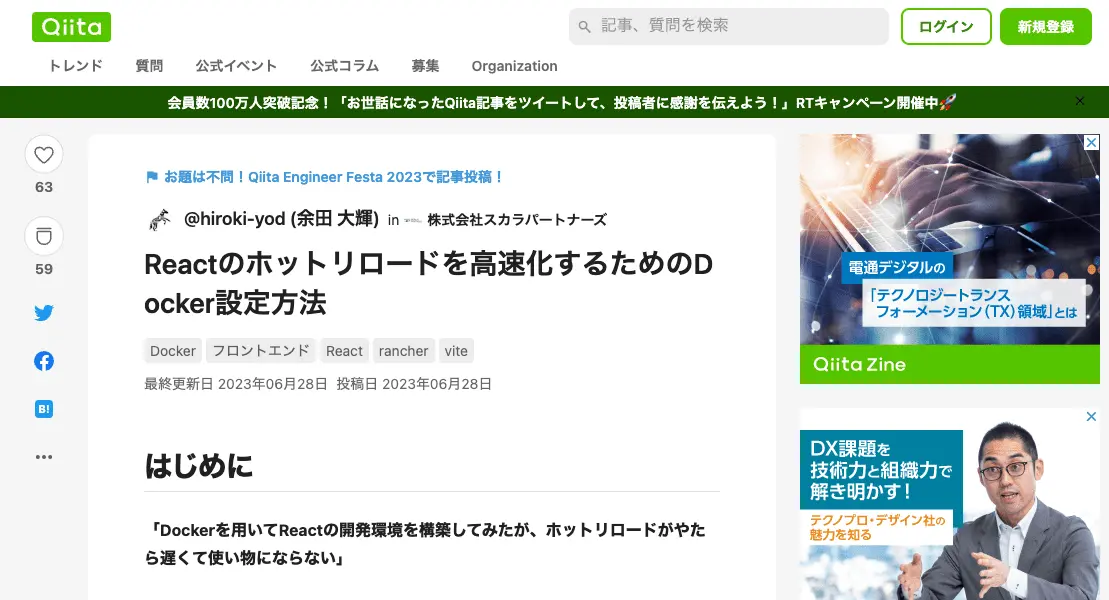 Qiita
記事、質問を検索
ログイン
新規登録
トレンド 質問 公式イベント 公式コラム 募集 Organization
会員数100万人突破記念！「お世話になったQiita記事をツイートして、投稿者に感謝を伝えよう！」RTキャンペーン開催中🚀
63
59
B!
お題は不問！Qiita Engineer Festa 2023で記事投稿！
@hiroki-yod (余田 大輝) in 株式会社スカラパートナーズ
Reactのホットリロードを高速化するためのD
ocker設定方法
Docker フロントエンド React rancher vite
最終更新日 2023年06月28日 投稿日 2023年06月28日
はじめに
「Dockerを用いてReactの開発環境を構築してみたが、ホットリロードがやた
ら遅くて使い物にならない」
電通デジタルの
「テクノロジートランス
フォーメーション（TX）領域」とは
Qiita Zine
DX課題を
技術力と組織力で
解き明かす！
テクノプロ・デザイン社の
魅力を知る